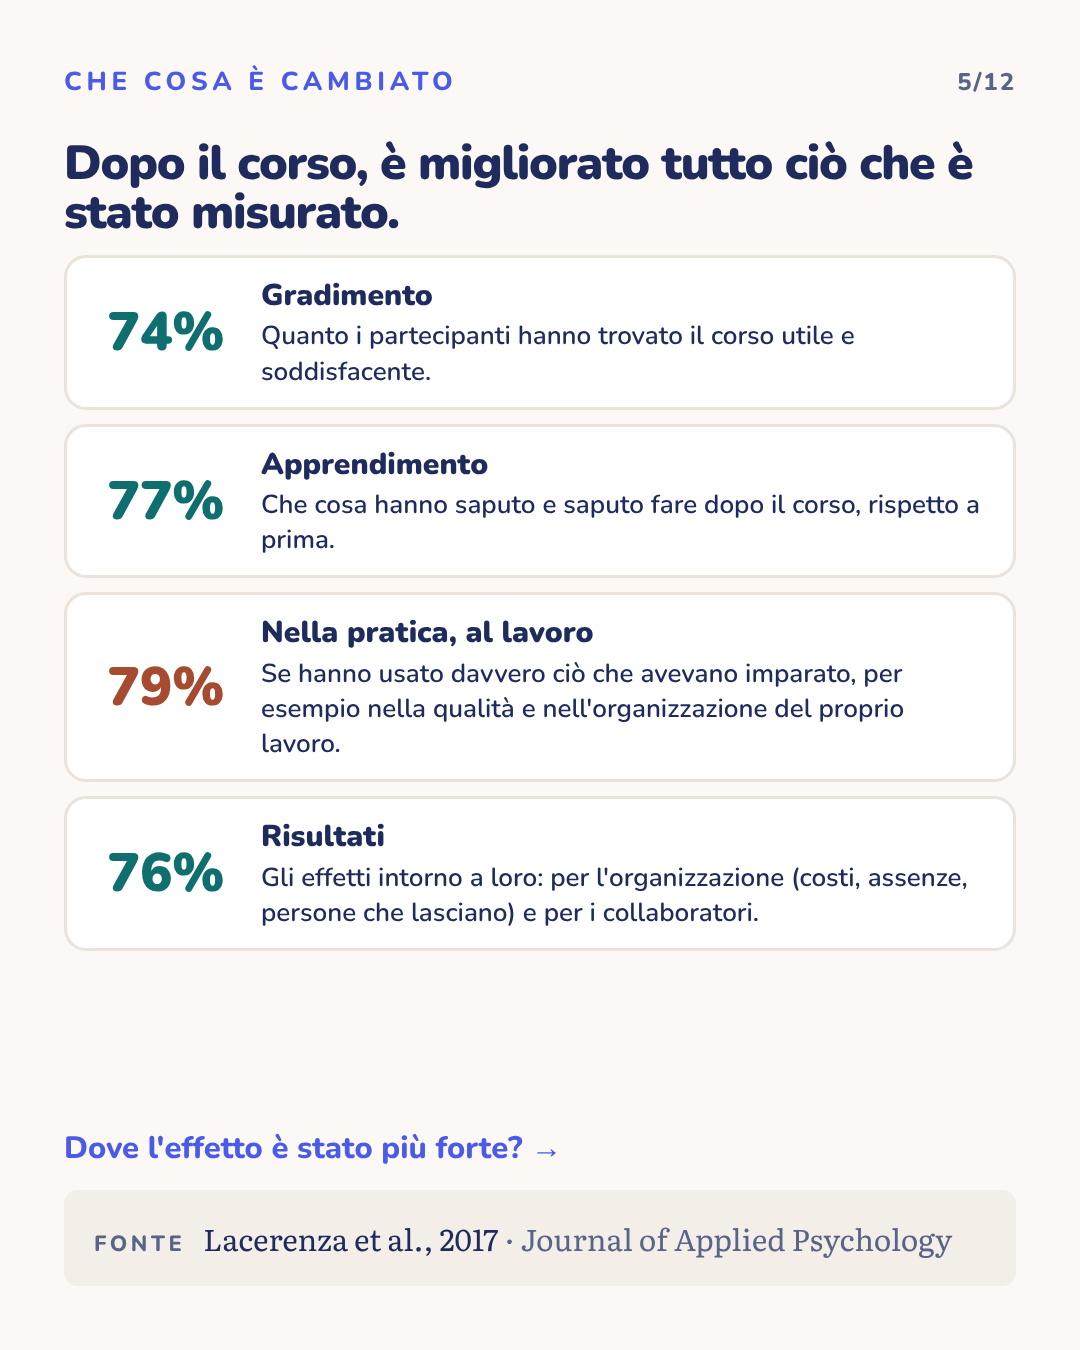 CHE COSA È CAMBIATO
5/12
Dopo il corso, è migliorato tutto ciò che è
stato misurato.
74%
Gradimento
Quanto i partecipanti hanno trovato il corso utile e
soddisfacente.
77%
Apprendimento
Che cosa hanno saputo e saputo fare dopo il corso, rispetto a
prima.
79%
Nella pratica, al lavoro
Se hanno usato davvero ciò che avevano imparato, per
esempio nella qualità e nell'organizzazione del proprio
lavoro.
76%
Risultati
Gli effetti intorno a loro: per l'organizzazione (costi, assenze,
persone che lasciano) e per i collaboratori.
Dove l'effetto è stato più forte? →
FONTE Lacerenza et al., 2017 · Journal of Applied Psychology